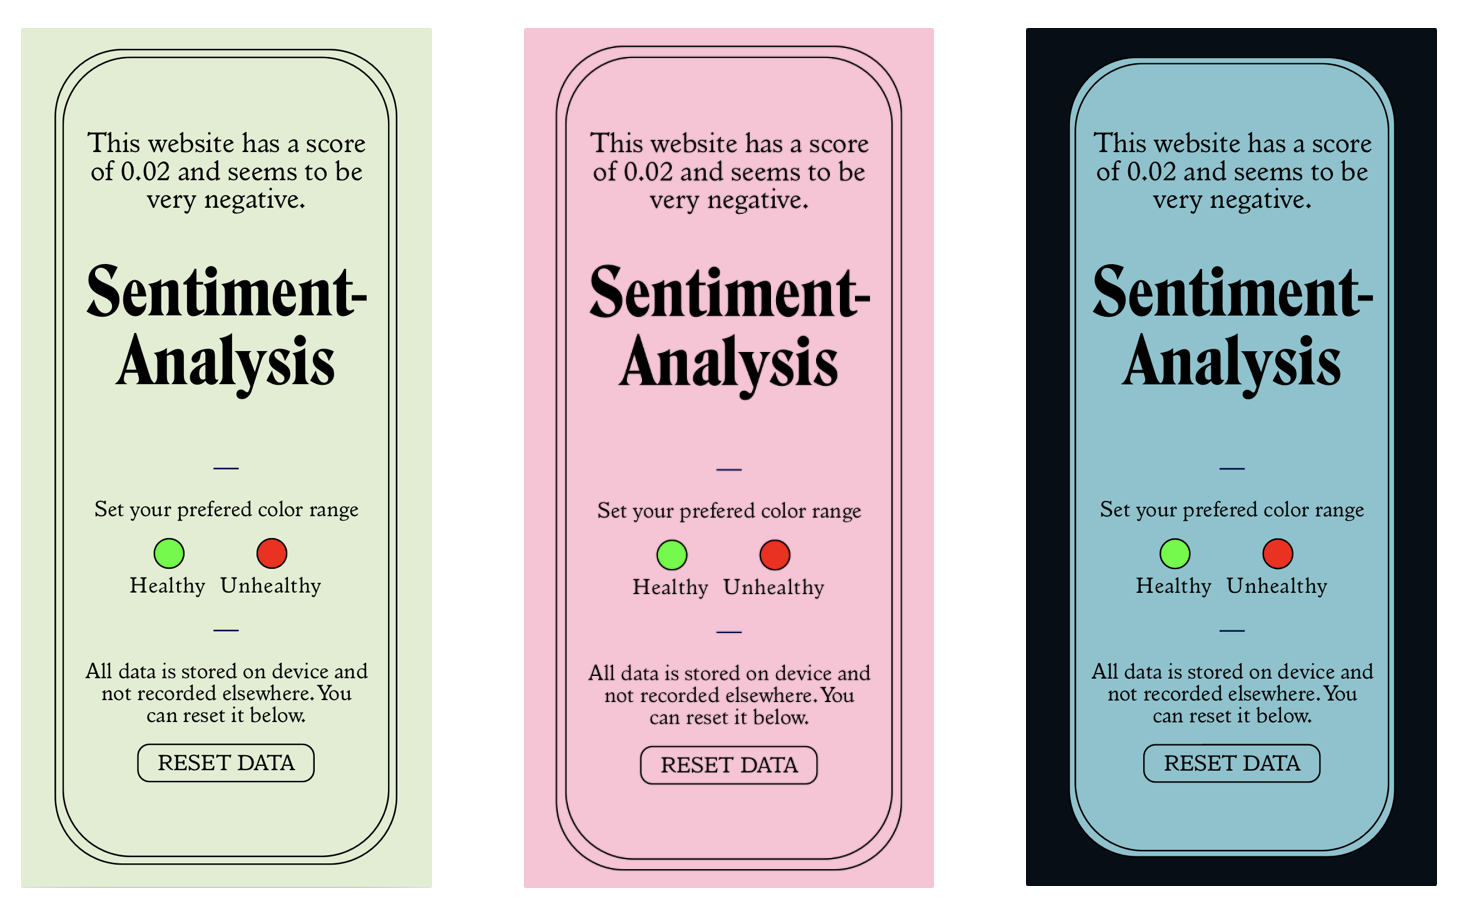 This website has a score
of 0.02 and seems to be
very negative.
Sentiment-
Analysis
Set your prefered color range
Healthy Unhealthy
All data is stored on device and
not recorded elsewhere. You
can reset it below.
RESET DATA
This website has a score
of 0.02 and seems to be
very negative.
Sentiment-
Analysis
Set your prefered color range
Healthy Unhealthy
All data is stored on device and
not recorded elsewhere. You
can reset it below.
RESET DATA
This website has a score
of 0.02 and seems to be
very negative.
Sentiment-
Analysis
Set your prefered color range
Healthy Unhealthy
All data is stored on device and
not recorded elsewhere. You
can reset it below.
RESET DATA